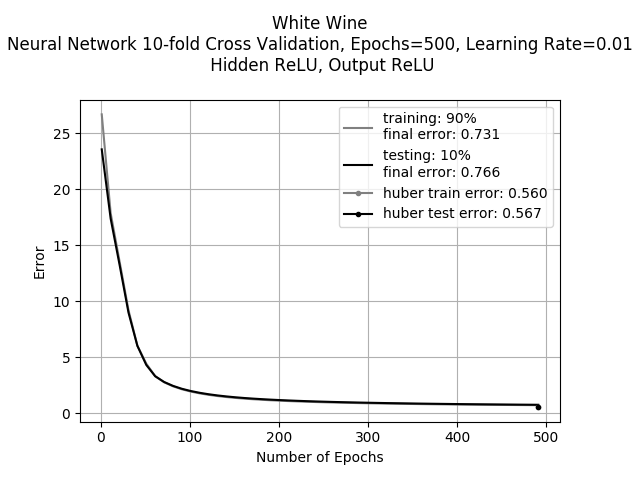 White Wine
Neural Network 10-fold Cross Validation, Epochs=500, Learning Rate=0.01
Hidden ReLU, Output ReLU
training: 90%
final error: 0.731
testing: 10%
final error: 0.766
huber train error: 0.560
huber test error: 0.567
25
20
15
10
5
0
Error
0 100 200 300 400 500
Number of Epochs